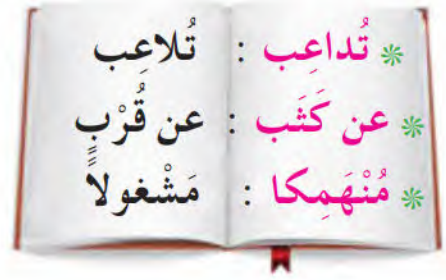 * تُداعِب : تُلاعِب
* عن كَثَب : عن قُرْبٍ
* مُنْهَمِكا : مَشْغولاً